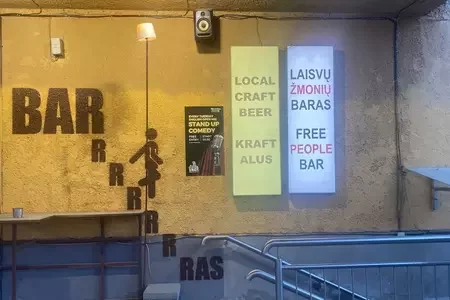 BAR
R
R
R
R
R
RAS
STAND UP
COMEDY
LOCAL
CRAFT
BEER
KRAFT
ALUS
LAISVŲ
ŽMONIŲ
BARAS
FREE
PEOPLE
BAR